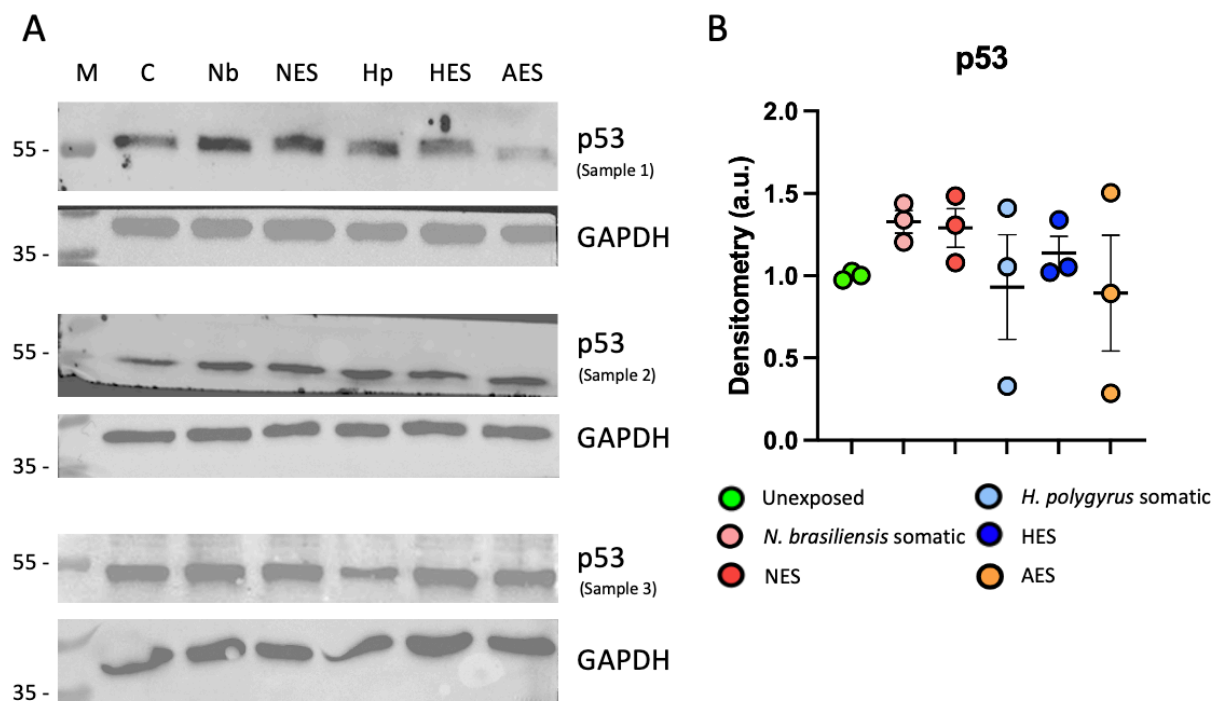 A
M C Nb NES Hp HES AES
55 -
p53
(Sample 1)
GAPDH
35 -
55 -
p53
(Sample 2)
GAPDH
35 -
55 -
p53
(Sample 3)
GAPDH
35 -
B
p53
Densitometry (a.u.)
2.0
1.5
1.0
0.5
0.0
Unexposed
N. brasiliensis somatic
NES
H. polygyrus somatic
HES
AES